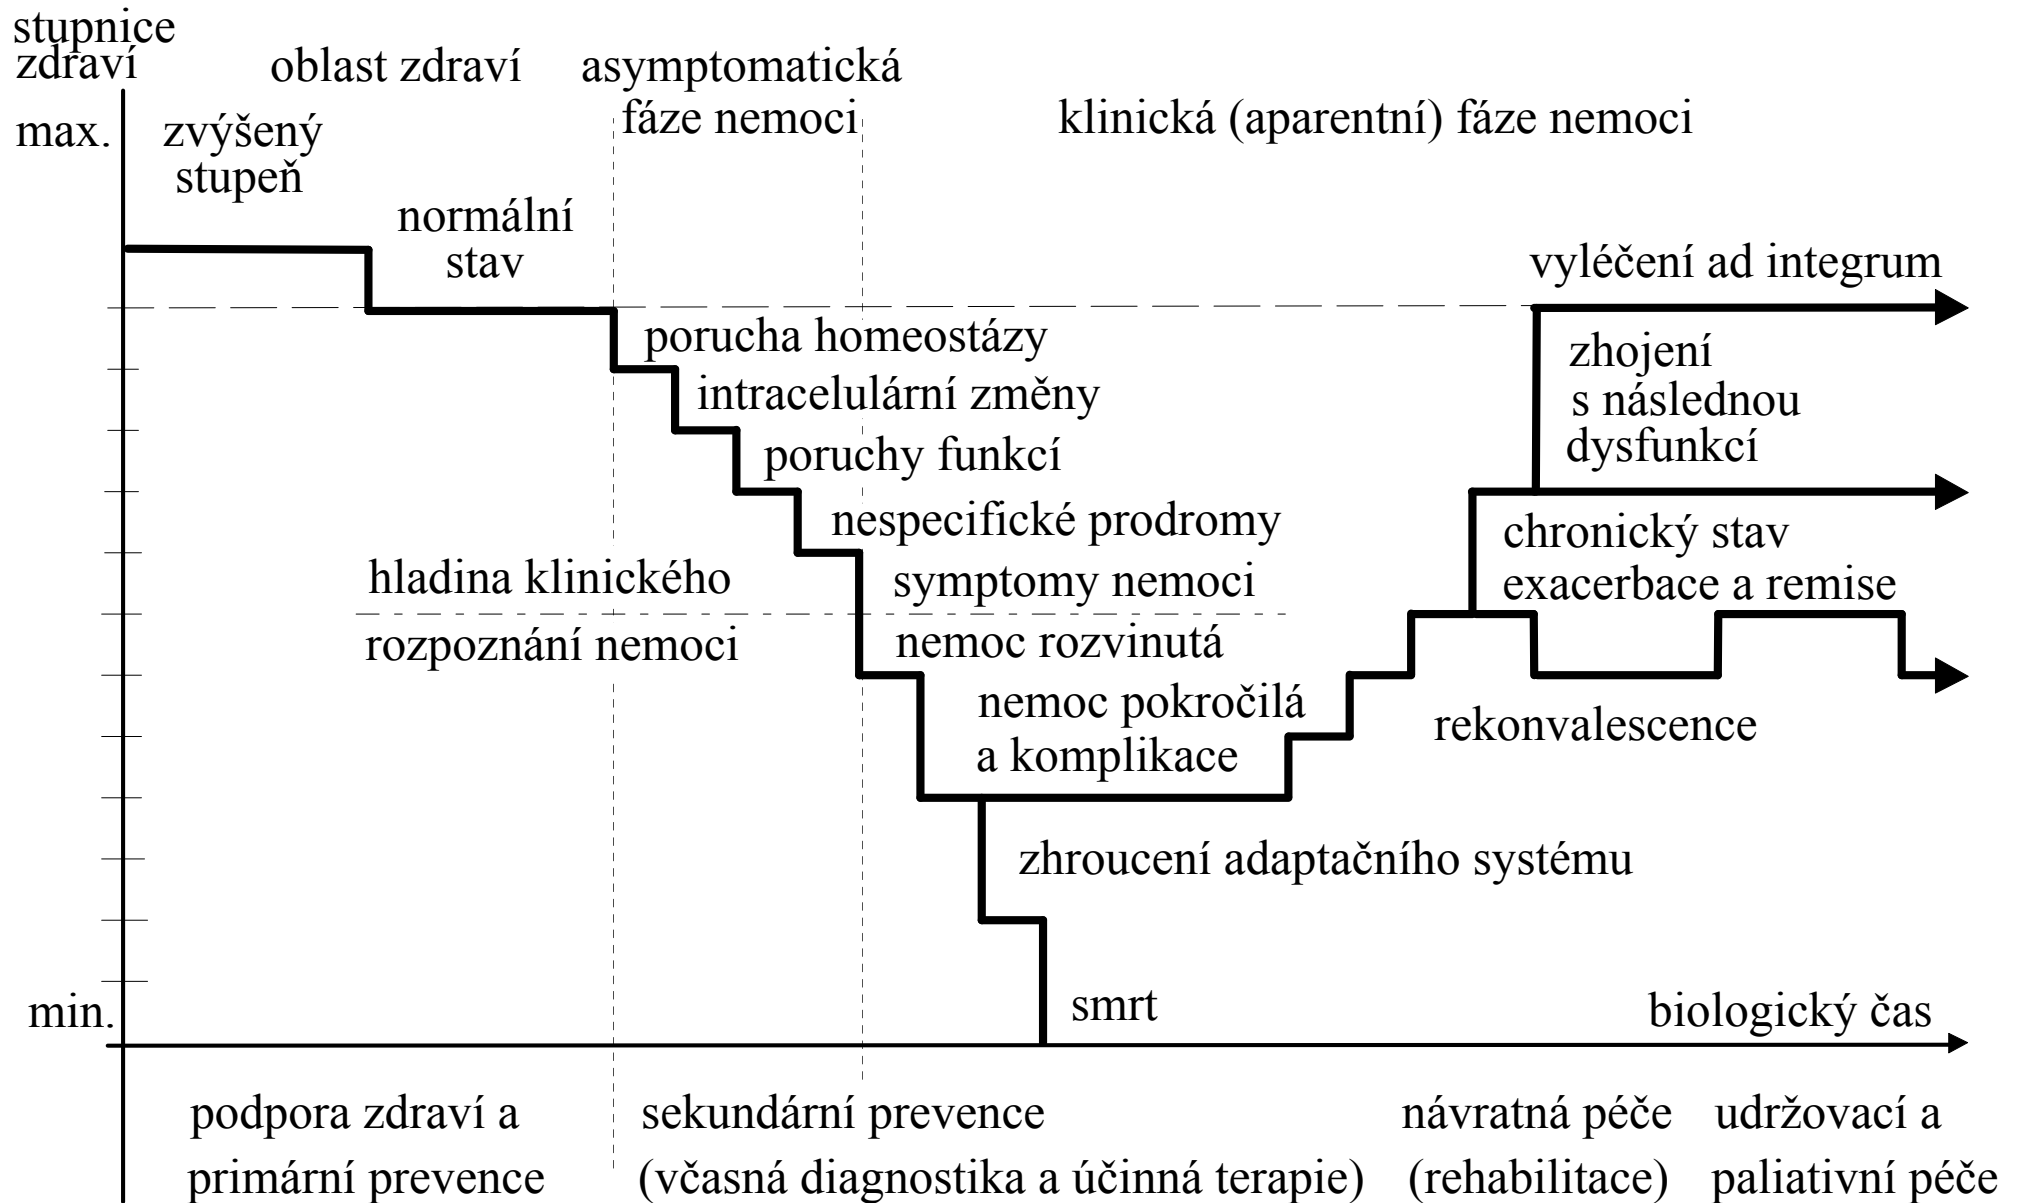 stupnice
zdraví
oblast zdraví
asymptomatická
fáze nemoci
klinická (aparentní) fáze nemoci
max.
zvýšený
stupeň
normální
stav
vyléčení ad integrum
porucha homeostázy
zhojení
s následnou
dysfunkcí
intracelulární změny
poruchy funkcí
nespecifické prodromy
chronický stav
exacerbace a remise
hladina klinického
rozpoznání nemoci
symptomy nemoci
nemoc rozvinutá
nemoc pokročilá
a komplikace
rekonvalescence
zhroucení adaptačního systému
min.
smrt
biologický čas
podpora zdraví a
primární prevence
sekundární prevence
(včasná diagnostika a účinná terapie)
návratná péče
(rehabilitace)
udržovací a
paliativní péče